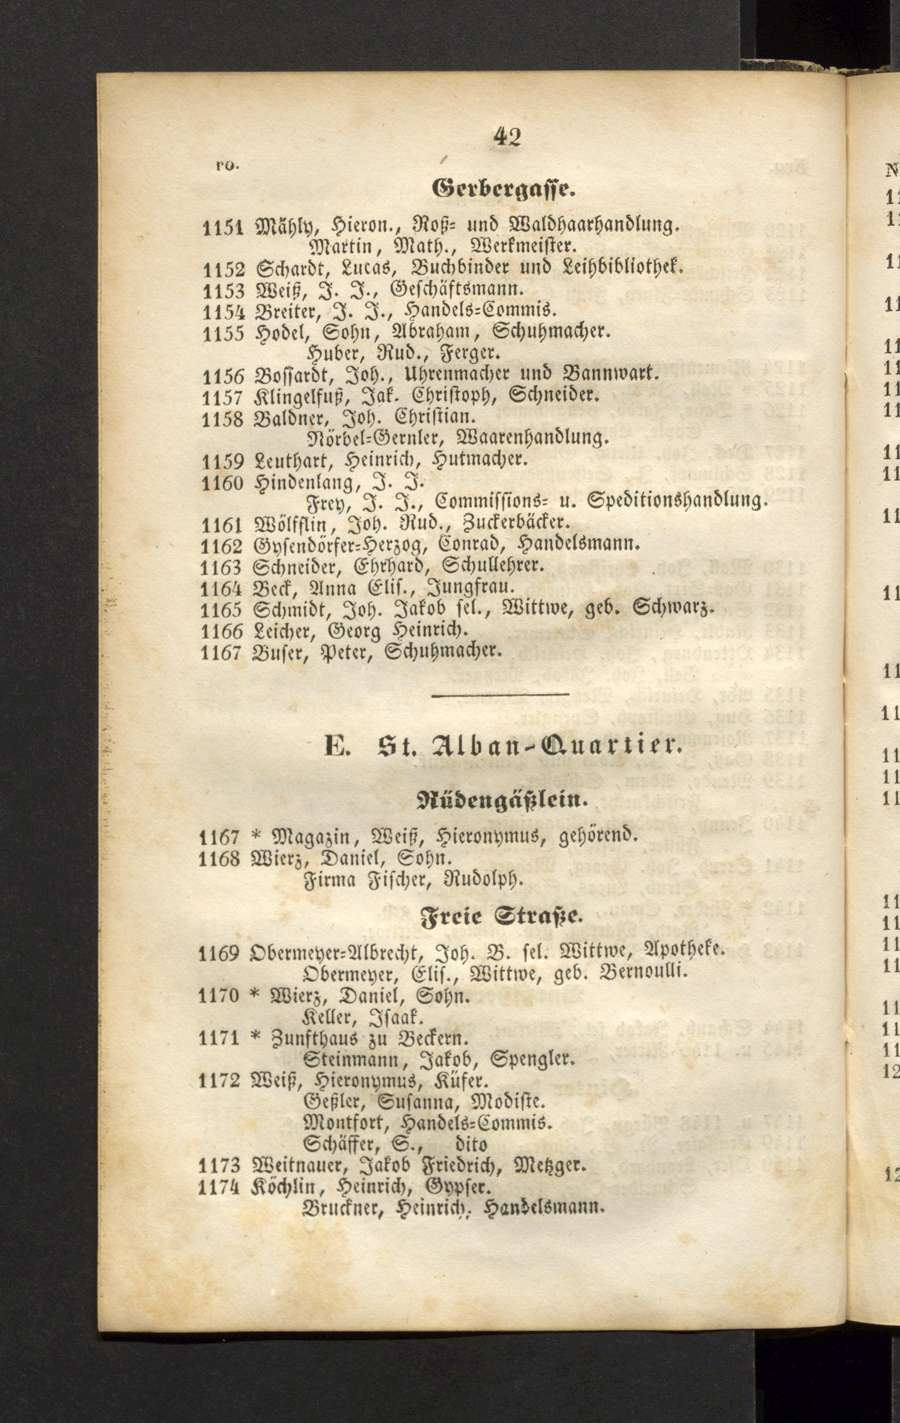 42
ro.
Gerbergasse.
1151 Mähly, Hieron., Roß- und Waldhaarhandlung.
Martin, Math., Werkmeister.
1152 Schardt, Lucas, Buchbinder und Leihbibliothek.
1153 Weiß, J. J., Geschäftsmann.
1154 Breiter, J. J., Handels-Commis.
1155 Hodel, Sohn, Abraham, Schuhmacher.
Huber, Rud., Ferger.
1156 Bossardt, Joh., Uhrenmacher und Bannwart.
1157 Klingelfuß, Jak. Christoph, Schneider.
1158 Baldner, Joh. Christian.
Nördel-Gernler, Waarenhandlung.
1159 Leuthart, Heinrich, Hutmacher.
1160 Hindenlang, J. J.
Frey, J. J., Commissions- u. Speditionshandlung.
1161 Wölfflin, Joh. Rud., Zuckerbäcker.
1162 Gysendörfer-Herzog, Conrad, Handelsmann.
1163 Schneider, Ehrhard, Schullehrer.
1164 Beck, Anna Elis., Jungfrau.
1165 Schmidt, Joh. Jakob sel., Wittwe, geb. Schwarz.
1166 Leicher, Georg Heinrich.
1167 Buser, Peter, Schuhmacher.
E. St. Alban-Quartier.
Rüdengäßlein.
1167 * Magazin, Weiß, Hieronymus, gehörend.
1168 Wierz, Daniel, Sohn.
Firma Fischer, Rudolph.
Freie Straße.
1169 Obermeyer-Albrecht, Joh. B. sel. Wittwe, Apotheke.
Obermeyer, Elis., Wittwe, geb. Bernoulli.
1170 * Wierz, Daniel, Sohn.
Keller, Isaak.
1171 * Zunfthaus zu Beckern.
Steinmann, Jakob, Spengler.
1172 Weiß, Hieronymus, Küfer.
Geßler, Susanna, Modiste.
Montfort, Handels-Commis.
Schäffer, S., dito
1173 Weitnauer, Jakob Friedrich, Metzger.
1174 Köchlin, Heinrich, Gypser.
Bruckner, Heinrich, Handelsmann.